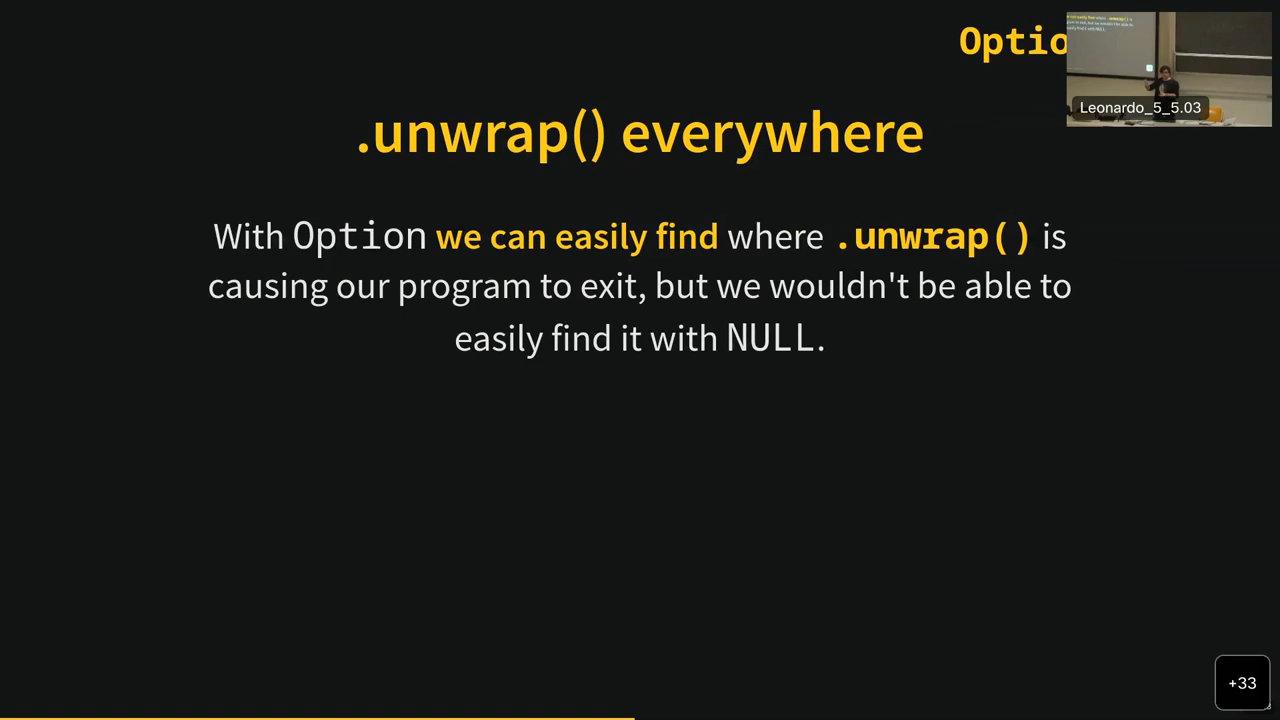 Optio
Leonardo_5_5.03
.unwrap() everywhere
With Option we can easily find where .unwrap() is
causing our program to exit, but we wouldn't be able to
easily find it with NULL.
+33